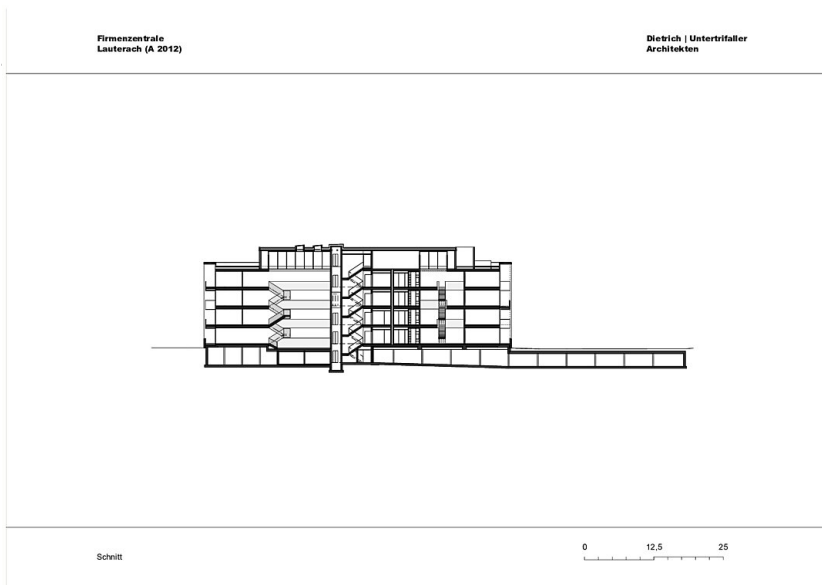 Firmenzentrale
Lauterach (A 2012)
Dietrich | Untertrifaller
Architekten
Schnitt
0 12,5 25